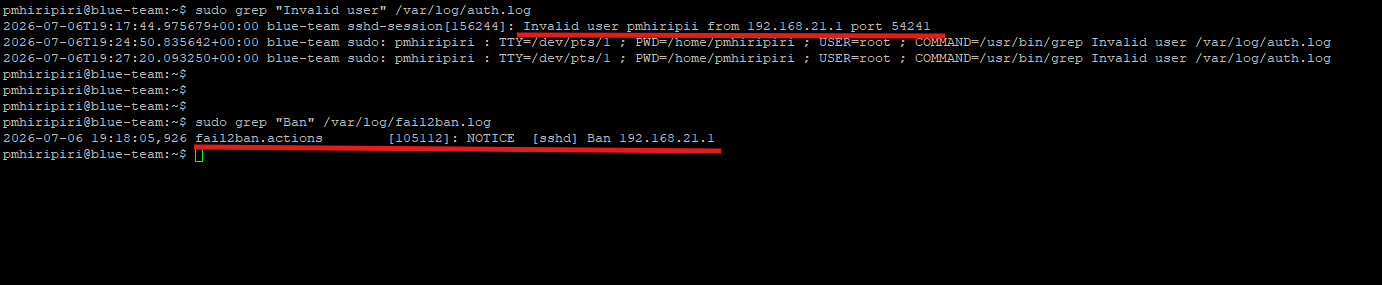 pmhiripiri@blue-team:~$ sudo grep "Invalid user" /var/log/auth.log
2026-07-06T19:17:44.975679+00:00 blue-team sshd-session[156244]: Invalid user pmhiripii from 192.168.21.1 port 54241
2026-07-06T19:24:50.835642+00:00 blue-team sudo: pmhiripiri : TTY=/dev/pts/1 ; PWD=/home/pmhiripiri ; USER=root ; COMMAND=/usr/bin/grep Invalid user /var/log/auth.log
2026-07-06T19:27:20.093250+00:00 blue-team sudo: pmhiripiri : TTY=/dev/pts/1 ; PWD=/home/pmhiripiri ; USER=root ; COMMAND=/usr/bin/grep Invalid user /var/log/auth.log
pmhiripiri@blue-team:~$
pmhiripiri@blue-team:~$
pmhiripiri@blue-team:~$
pmhiripiri@blue-team:~$ sudo grep "Ban" /var/log/fail2ban.log
2026-07-06 19:18:05,926 fail2ban.actions        [105112]: NOTICE  [sshd] Ban 192.168.21.1
pmhiripiri@blue-team:~$